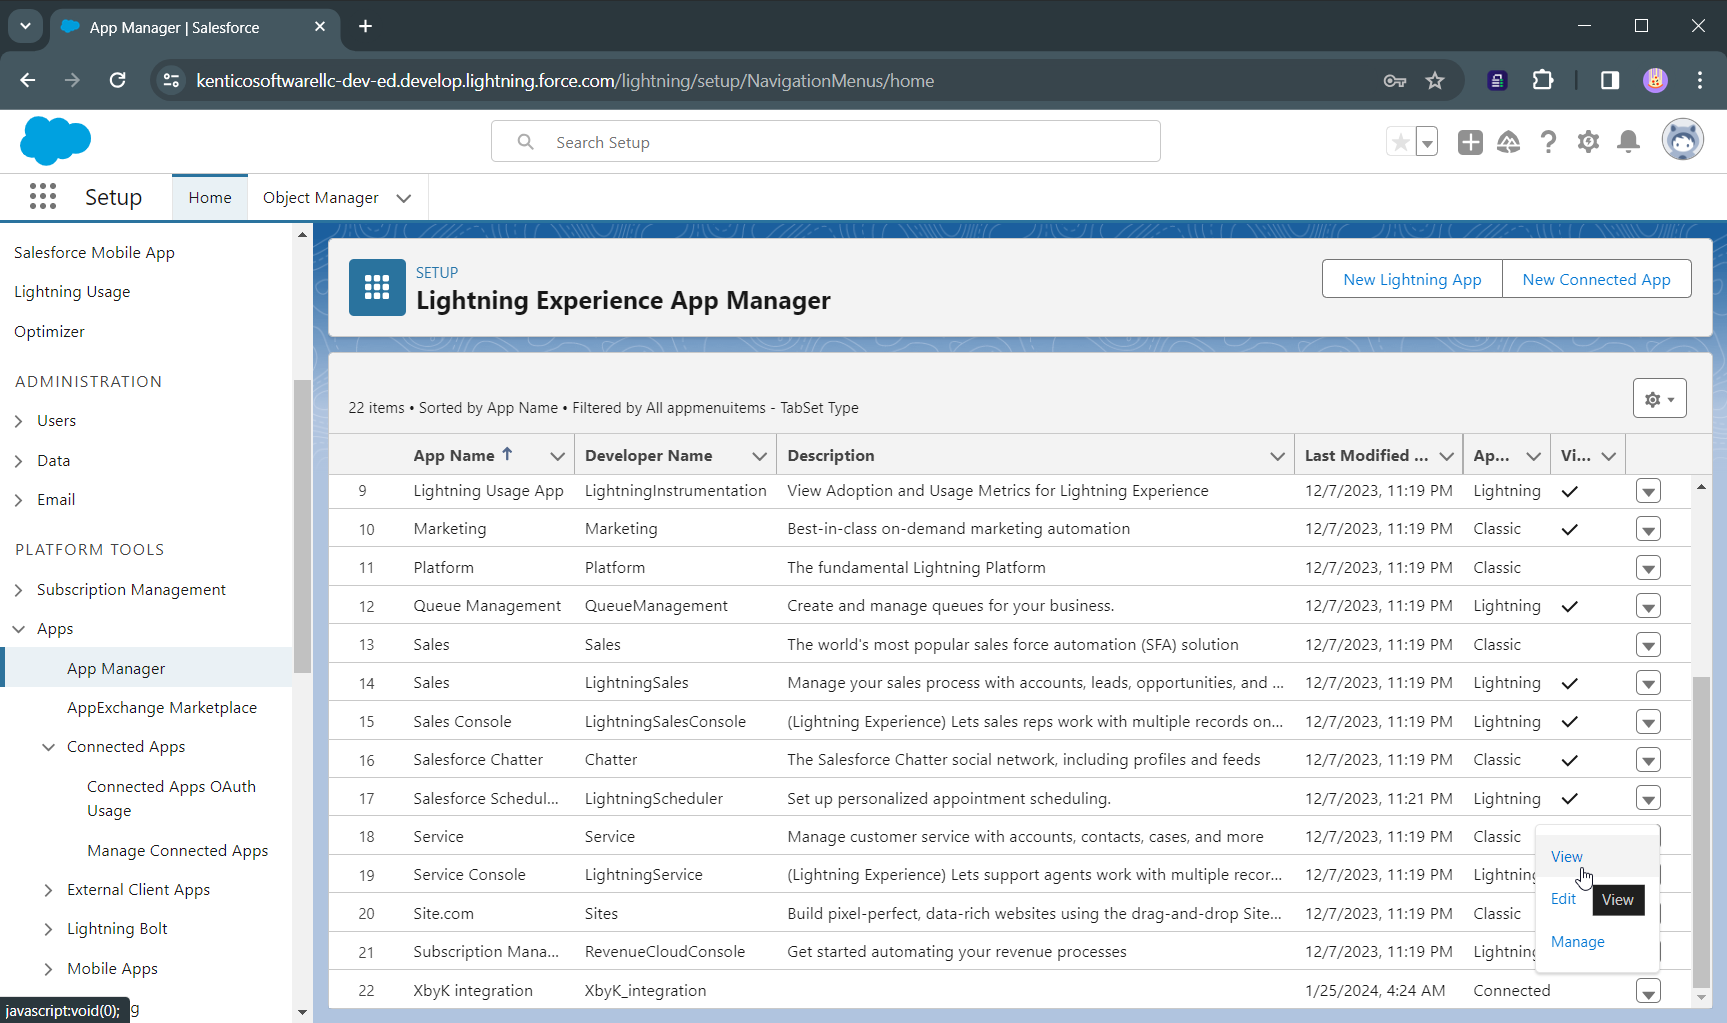 App Manager | Salesforce
kenticosoftwarellc-dev-ed.develop.lightning.force.com/lightning/setup/NavigationMenus/home
Search Setup
Setup
Home
Object Manager
Salesforce Mobile App
Lightning Usage
Optimizer
ADMINISTRATION
Users
Data
Email
PLATFORM TOOLS
Subscription Management
Apps
App Manager
AppExchange Marketplace
Connected Apps
Connected Apps OAuth
Usage
Manage Connected Apps
External Client Apps
Lightning Bolt
Mobile Apps
g
javascript:void(0);
SETUP
Lightning Experience App Manager
New Lightning App
New Connected App
22 items • Sorted by App Name • Filtered by All appmenuitems - TabSet Type
App Name Developer Name Description Last Modified ... Ap... Vi...
9 Lightning Usage App LightningInstrumentation View Adoption and Usage Metrics for Lightning Experience 12/7/2023, 11:19 PM Lightning
10 Marketing Marketing Best-in-class on-demand marketing automation 12/7/2023, 11:19 PM Classic
11 Platform Platform The fundamental Lightning Platform 12/7/2023, 11:19 PM Classic
12 Queue Management QueueManagement Create and manage queues for your business. 12/7/2023, 11:19 PM Lightning
13 Sales Sales The world's most popular sales force automation (SFA) solution 12/7/2023, 11:19 PM Classic
14 Sales LightningSales Manage your sales process with accounts, leads, opportunities, and ... 12/7/2023, 11:19 PM Lightning
15 Sales Console LightningSalesConsole (Lightning Experience) Lets sales reps work with multiple records on... 12/7/2023, 11:19 PM Lightning
16 Salesforce Chatter Chatter The Salesforce Chatter social network, including profiles and feeds 12/7/2023, 11:19 PM Classic
17 Salesforce Schedul... LightningScheduler Set up personalized appointment scheduling. 12/7/2023, 11:21 PM Lightning
18 Service Service Manage customer service with accounts, contacts, cases, and more 12/7/2023, 11:19 PM Classic
19 Service Console LightningService (Lightning Experience) Lets support agents work with multiple recor... 12/7/2023, 11:19 PM Lightning
20 Site.com Sites Build pixel-perfect, data-rich websites using the drag-and-drop Site... 12/7/2023, 11:19 PM Classic
21 Subscription Mana... RevenueCloudConsole Get started automating your revenue processes 12/7/2023, 11:19 PM Lightning
22 XbyK integration XbyK_integration 1/25/2024, 4:24 AM Connected
View
Edit
View
Manage